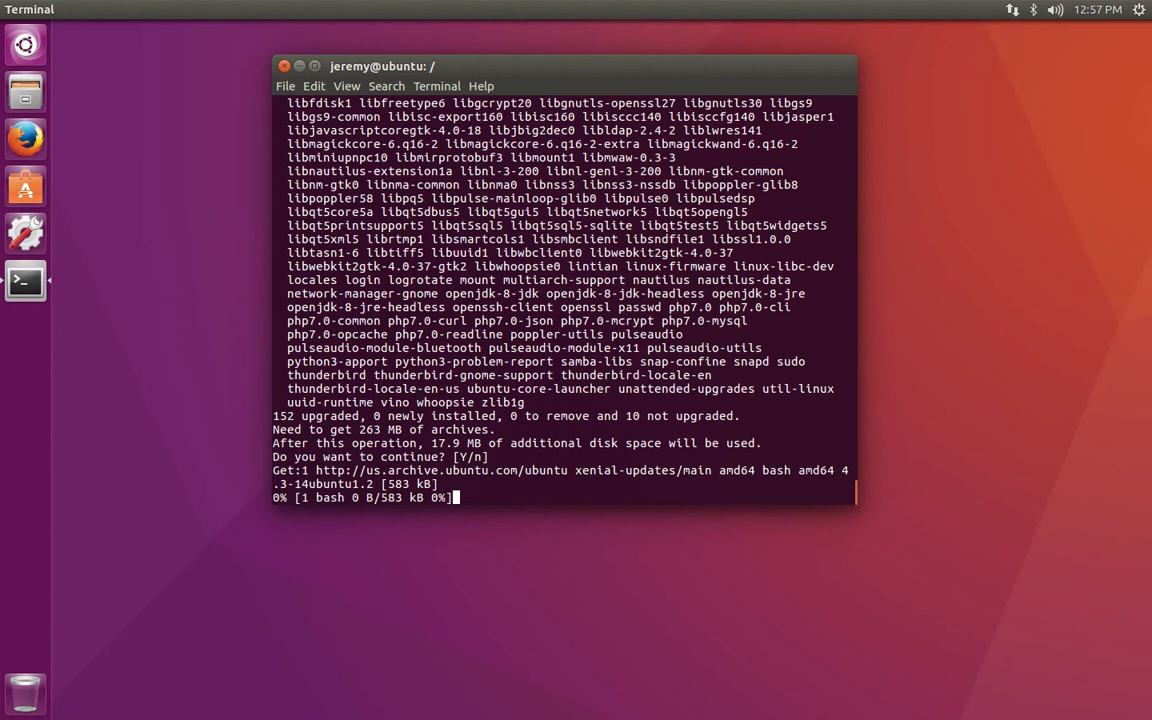 Terminal
12:57 PM
jeremy@ubuntu: /
File Edit View Search Terminal Help
libfdisk1 libfreetype6 libgcrypt20 libgnutls-openssl27 libgnutls30 libgs9
libgs9-common libisc-export160 libisc160 libisccc140 libisccfg140 libjasper1
libjavascriptcoregtk-4.0-18 libjbig2dec0 libldap-2.4-2 liblwres141
libmagickcore-6.q16-2 libmagickcore-6.q16-2-extra libmagickwand-6.q16-2
libminiupnpc10 libmirprotobuf3 libmount1 libmwaw-0.3-3
libnautilus-extension1a libnl-3-200 libnl-genl-3-200 libnm-gtk-common
libnm-gtk0 libnma-common libnma0 libnss3 libnss3-nssdb libpoppler-glib8
libpoppler58 libpq5 libpulse-mainloop-glib0 libpulse0 libpulsedsp
libqt5core5a libqt5dbus5 libqt5gui5 libqt5network5 libqt5opengl5
libqt5printsupport5 libqt5sql5 libqt5sql5-sqlite libqt5test5 libqt5widgets5
libqt5xml5 librtmp1 libsmartcols1 libsmbclient libsndfile1 libssl1.0.0
libtasn1-6 libtiff5 libuuid1 libwbclient0 libwebkit2gtk-4.0-37
libwebkit2gtk-4.0-37-gtk2 libwhoopsie0 lintian linux-firmware linux-libc-dev
locales login logrotate mount multiarch-support nautilus nautilus-data
network-manager-gnome openjdk-8-jdk openjdk-8-jdk-headless openjdk-8-jre
openjdk-8-jre-headless openssh-client openssl passwd php7.0 php7.0-cli
php7.0-common php7.0-curl php7.0-json php7.0-mcrypt php7.0-mysql
php7.0-opcache php7.0-readline poppler-utils pulseaudio
pulseaudio-module-bluetooth pulseaudio-module-x11 pulseaudio-utils
python3-apport python3-problem-report samba-libs snap-confine snapd sudo
thunderbird thunderbird-gnome-support thunderbird-locale-en
thunderbird-locale-en-us ubuntu-core-launcher unattended-upgrades util-linux
uuid-runtime vino whoopsie zlib1g
152 upgraded, 0 newly installed, 0 to remove and 10 not upgraded.
Need to get 263 MB of archives.
After this operation, 17.9 MB of additional disk space will be used.
Do you want to continue? [Y/n]
Get:1 http://us.archive.ubuntu.com/ubuntu xenial-updates/main amd64 bash amd64 4
.3-14ubuntu1.2 [583 kB]
0% [1 bash 0 B/583 kB 0%]